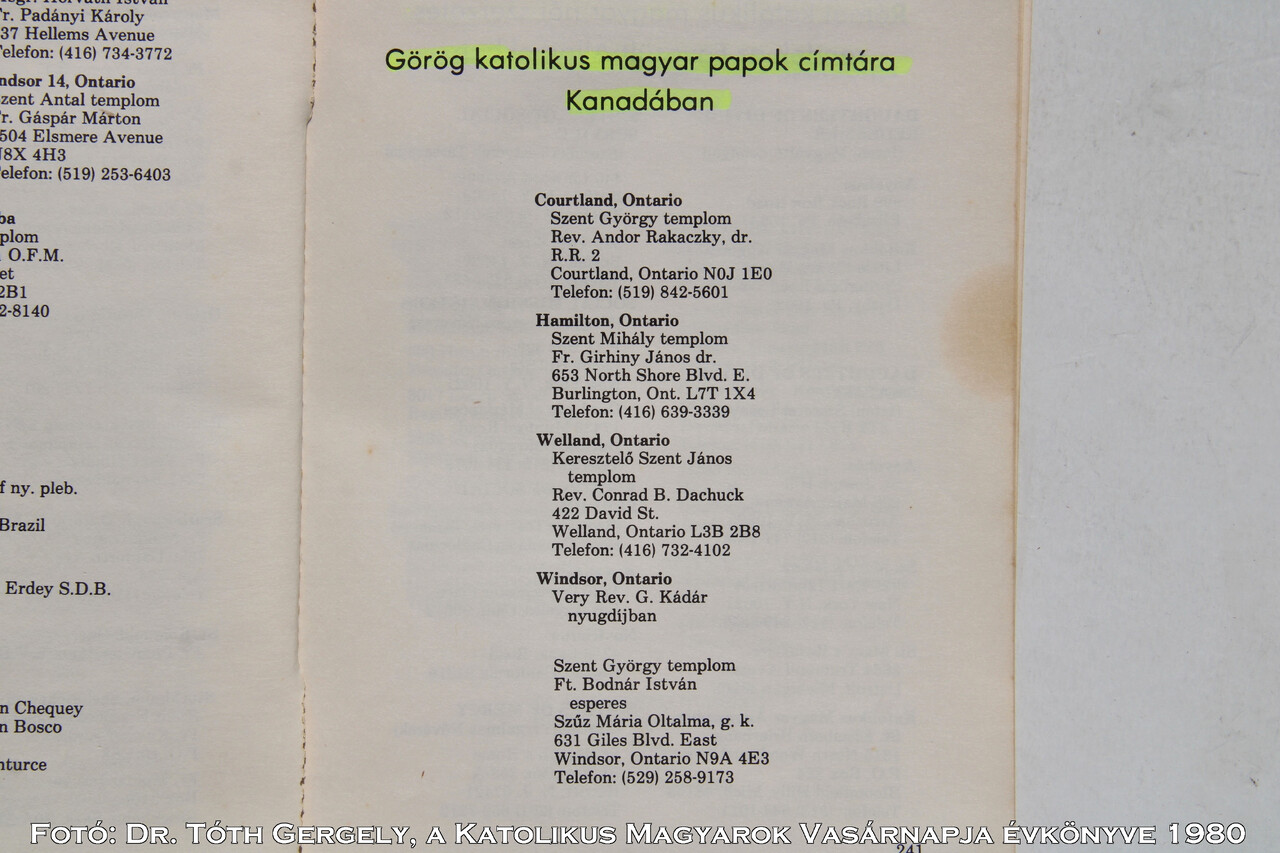 r. Padányi Károly
37 Hellems Avenue
elefon: (416) 734-3772
ndsor 14, Ontario
zent Antal templom
r. Gáspár Márton
504 Elsmere Avenue
8X 4H3
elefon: (519) 253-6403
ba
plom
O.F.M.
et
2B1
2-8140
f ny. pleb.
Brazil
Erdey S.D.B.
n Chequey
n Bosco
nturce
Görög katolikus magyar papok címtára
Kanadában
Courtland, Ontario
Szent György templom
Rev. Andor Rakaczky, dr.
R.R. 2
Courtland, Ontario N0J 1E0
Telefon: (519) 842-5601
Hamilton, Ontario
Szent Mihály templom
Fr. Girhiny János dr.
653 North Shore Blvd. E.
Burlington, Ont. L7T 1X4
Telefon: (416) 639-3339
Welland, Ontario
Keresztelő Szent János
templom
Rev. Conrad B. Dachuck
422 David St.
Welland, Ontario L3B 2B8
Telefon: (416) 732-4102
Windsor, Ontario
Very Rev. G. Kádár
nyugdíjban
Szent György templom
Ft. Bodnár István
esperes
Szűz Mária Oltalma, g. k.
631 Giles Blvd. East
Windsor, Ontario N9A 4E3
Telefon: (529) 258-9173
241
Fotó: Dr. Tóth Gergely, a Katolikus Magyarok Vasárnapja évkönyve 1980